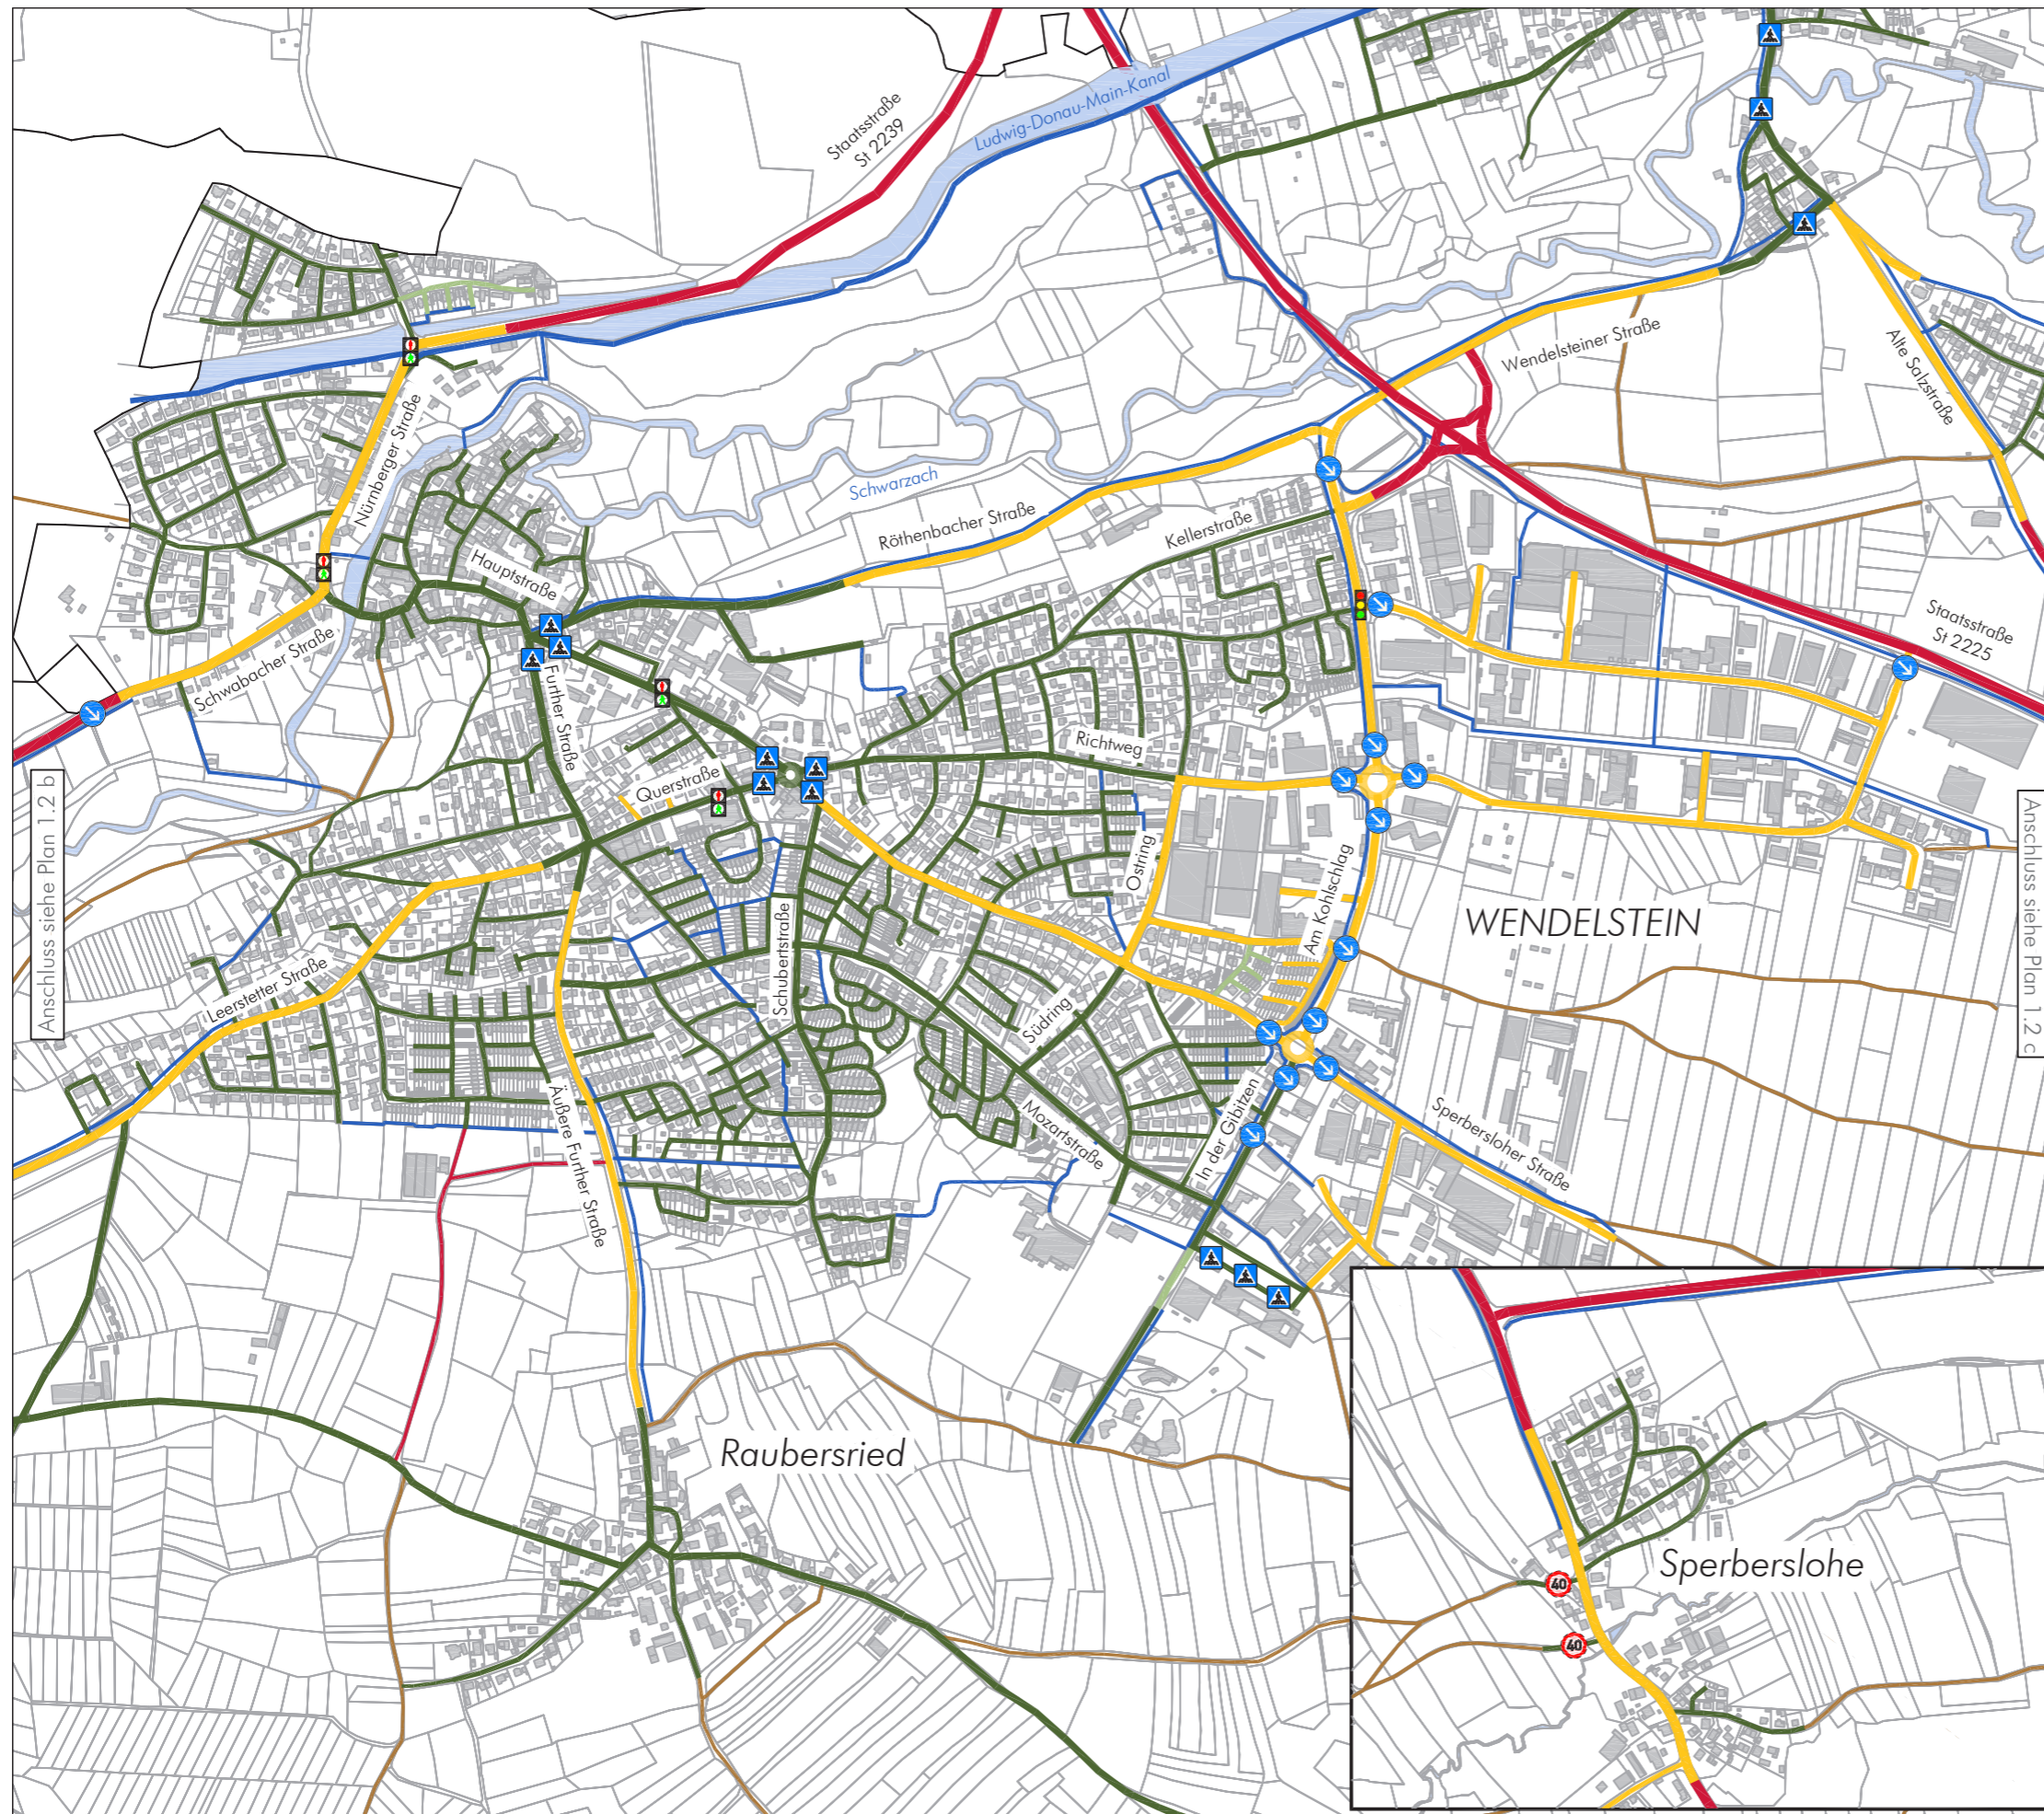 Staatsstraße
St 2239
Ludwig-Donau-Main-Kanal
Wendelsteiner Straße
Alte Salzstraße
Nürnberger Straße
Schwarzach
Röthenbacher Straße
Kellerstraße
Hauptstraße
Schwabacher Straße
Further Straße
Staatsstraße
St 2225
Richtweg
Querstraße
Anschluss siehe Plan 1.2 b
Anschluss siehe Plan 1.2 c
Ostring
Am Kohlschlag
WENDELSTEIN
Schubertstraße
Leerstetter Straße
Südring
Äußere Further Straße
Mozartstraße
In der Gibitzen
Sperbersloher Straße
Raubersried
Sperberslohe
40
40